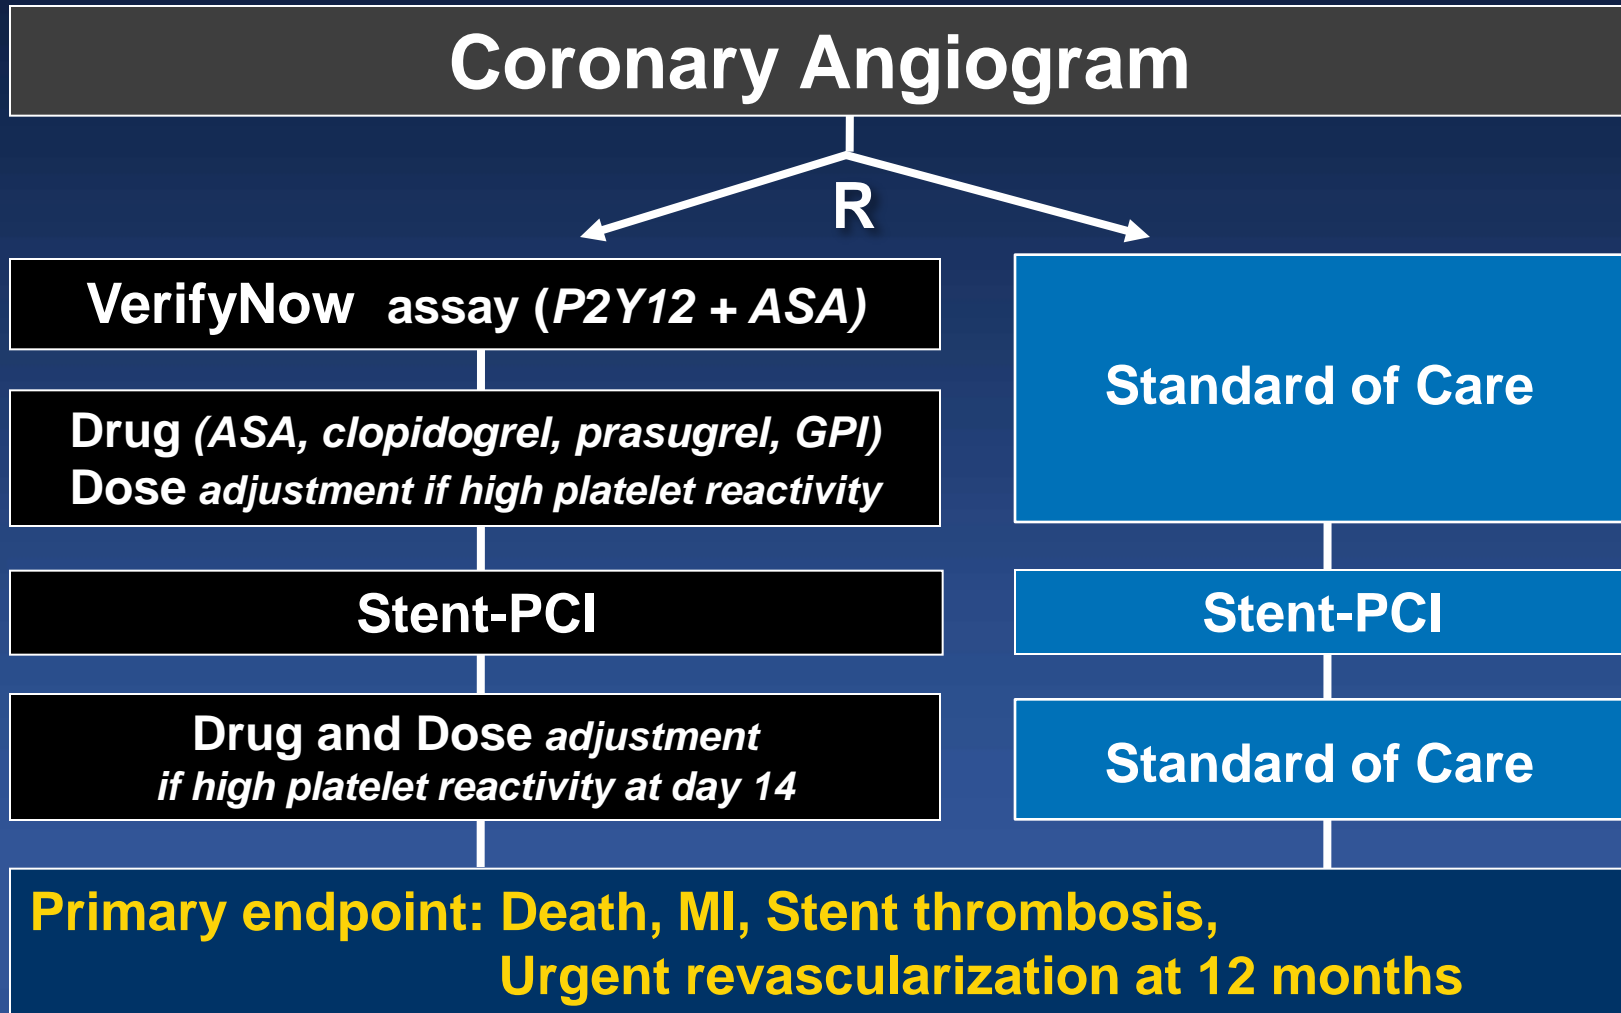 Coronary Angiogram
R
VerifyNow assay (P2Y12 + ASA)
Drug (ASA, clopidogrel, prasugrel, GPI)
Dose adjustment if high platelet reactivity
Stent-PCI
Drug and Dose adjustment
if high platelet reactivity at day 14
Standard of Care
Stent-PCI
Standard of Care
Primary endpoint: Death, MI, Stent thrombosis,
Urgent revascularization at 12 months